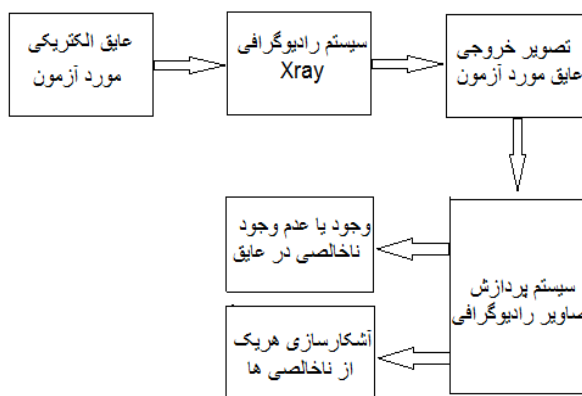 عایق الکتریکی
مورد آزمون
سیستم رادیوگرافی
Xray
تصویر خروجی
عایق مورد آزمون
سیستم پردازش
صاویر رادیوگرافی
وجود یا عدم وجود
ناخالصی در عایق
آشکارسازی هریک
از ناخالصی ها